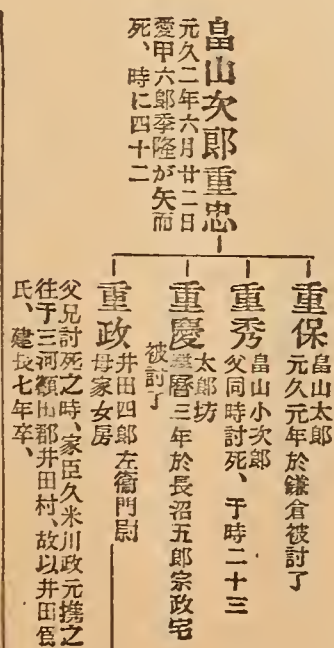 畠山次郎重忠
元久二年六月廿二日
愛甲六郎季隆が矢而
死、時に四十二
重保
畠山太郎
元久元年於鎌倉被討了
重秀
畠山小次郎
父同時討死、于時二十三
重慶
太郎坊
暦三年於長沼五郎宗政宅
被討了
重政
井田四郎左衞門尉
母家女房
父兄討死之時、家臣久米川政元携之
往于三河額田郡井田村、故以井田爲
氏、建長七年卒、